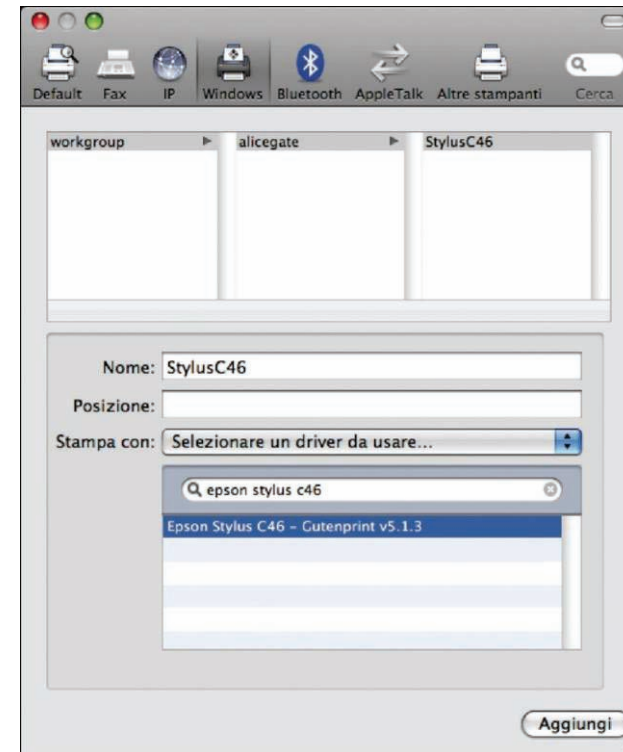 Default Fax IP Windows Bluetooth AppleTalk Altre stampanti Cerca
workgroup alicegate StylusC46
Nome: StylusC46
Posizione:
Stampa con: Selezionare un driver da usare...
epson stylus c46
Epson Stylus C46 – Gutenprint v5.1.3
Aggiungi